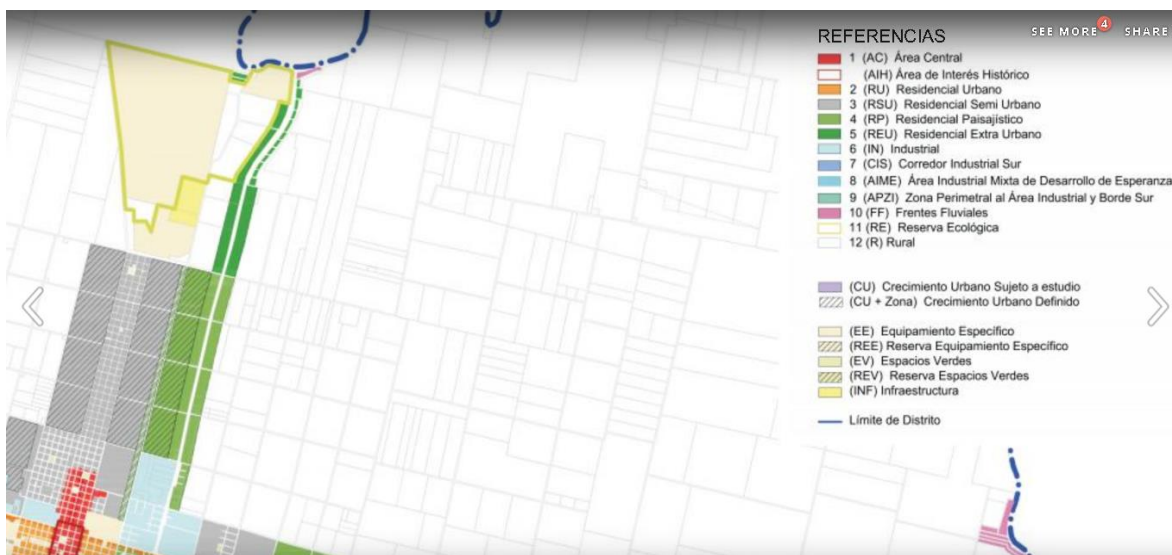 SEE MORE 4 SHARE
REFERENCIAS
1 (AC) Área Central
(AIH) Área de Interés Histórico
2 (RU) Residencial Urbano
3 (RSU) Residencial Semi Urbano
4 (RP) Residencial Paisajístico
5 (REU) Residencial Extra Urbano
6 (IN) Industrial
7 (CIS) Corredor Industrial Sur
8 (AIME) Área Industrial Mixta de Desarrollo de Esperanza
9 (APZI) Zona Perimetral al Área Industrial y Borde Sur
10 (FF) Frentes Fluviales
11 (RE) Reserva Ecológica
12 (R) Rural
(CU) Crecimiento Urbano Sujeto a estudio
(CU + Zona) Crecimiento Urbano Definido
(EE) Equipamiento Específico
(REE) Reserva Equipamiento Específico
(EV) Espacios Verdes
(REV) Reserva Espacios Verdes
(INF) Infraestructura
Límite de Distrito